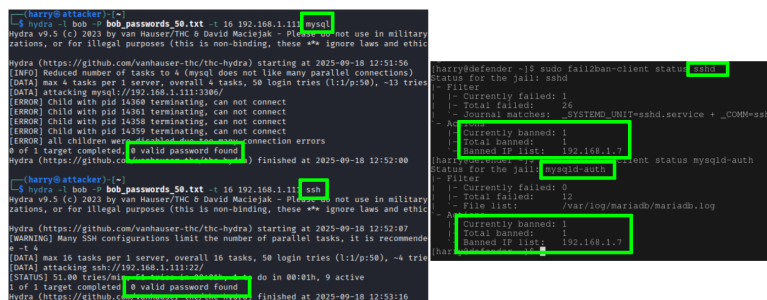 ┌──(harry㉿attacker)-[~]
└─$ hydra -l bob -P bob_passwords_50.txt -t 16 192.168.1.111 mysql
Hydra v9.5 (c) 2023 by van Hauser/THC & David Maciejak - Please do not use in military
zations, or for illegal purposes (this is non-binding, these *** ignore laws and ethic
Hydra (https://github.com/vanhauser-thc/thc-hydra) starting at 2025-09-18 12:51:56
[INFO] Reduced number of tasks to 4 (mysql does not like many parallel connections)
[DATA] max 4 tasks per 1 server, overall 4 tasks, 50 login tries (l:1/p:50), ~13 tries
[DATA] attacking mysql://192.168.1.111:3306/
[ERROR] Child with pid 14360 terminating, can not connect
[ERROR] Child with pid 14361 terminating, can not connect
[ERROR] Child with pid 14358 terminating, can not connect
[ERROR] Child with pid 14359 terminating, can not connect
[ERROR] all children were disabled due too many connection errors
0 of 1 target completed, 0 valid password found
Hydra (https://github.com/vanhauser-thc/thc-hydra) finished at 2025-09-18 12:52:00
┌──(harry㉿attacker)-[~]
└─$ hydra -l bob -P bob_passwords_50.txt -t 16 192.168.1.111 ssh
Hydra v9.5 (c) 2023 by van Hauser/THC & David Maciejak - Please do not use in military
zations, or for illegal purposes (this is non-binding, these *** ignore laws and ethic
Hydra (https://github.com/vanhauser-thc/thc-hydra) starting at 2025-09-18 12:52:07
[WARNING] Many SSH configurations limit the number of parallel tasks, it is recommende
e -t 4
[DATA] max 16 tasks per 1 server, overall 16 tasks, 50 login tries (l:1/p:50), ~4 trie
[DATA] attacking ssh://192.168.1.111:22/
[STATUS] 51.00 tries/min, 51 tries in 00:01h, 1 to do in 00:01h, 9 active
1 of 1 target completed, 0 valid password found
Hydra (https://github.com/vanhauser-thc/thc-hydra) finished at 2025-09-18 12:53:16
[harry@defender ~]$ sudo fail2ban-client status sshd
Status for the jail: sshd
|- Filter
|  |- Currently failed: 1
|  |- Total failed:     26
|  `- Journal matches:  _SYSTEMD_UNIT=sshd.service + _COMM=ssh
`- Actions
   |- Currently banned: 1
   |- Total banned:     1
   `- Banned IP list:   192.168.1.7
[harry@defender ~]$ sudo fail2ban-client status mysqld-auth
Status for the jail: mysqld-auth
|- Filter
|  |- Currently failed: 0
|  |- Total failed:     12
|  `- File list:        /var/log/mariadb/mariadb.log
`- Actions
   |- Currently banned: 1
   |- Total banned:     1
   `- Banned IP list:   192.168.1.7
[harry@defender ~]$